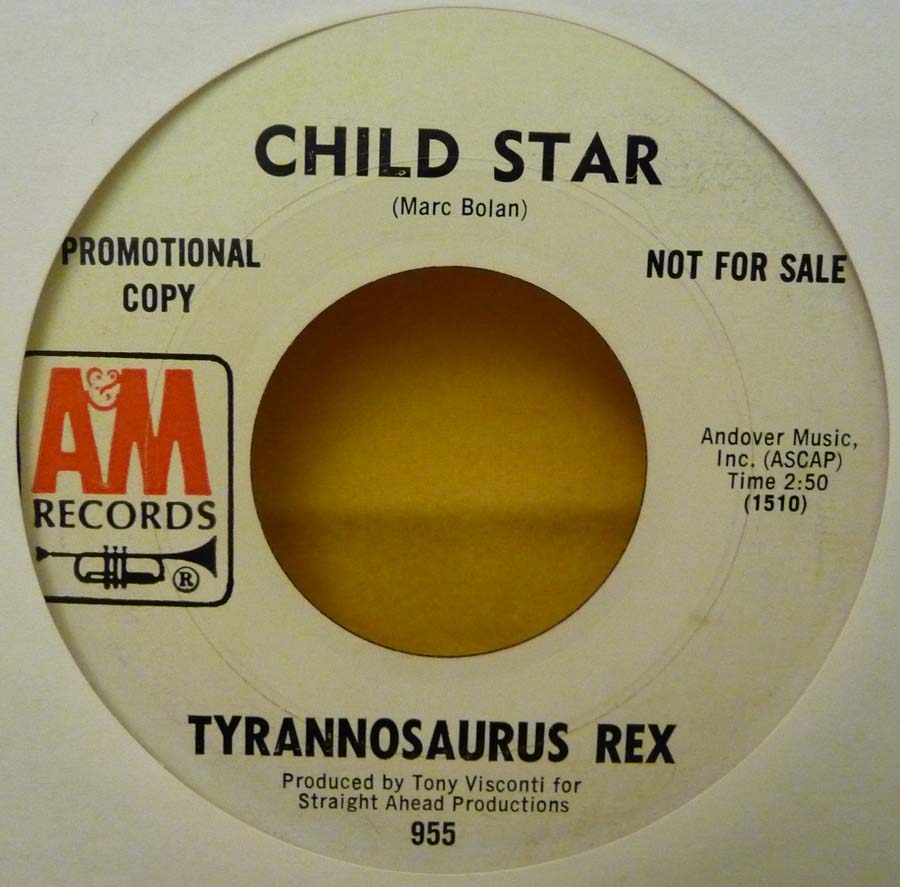 CHILD STAR
(Marc Bolan)
PROMOTIONAL
COPY
NOT FOR SALE
A&M
RECORDS
®
Andover Music,
Inc. (ASCAP)
Time 2:50
(1510)
TYRANNOSAURUS REX
Produced by Tony Visconti for
Straight Ahead Productions
955